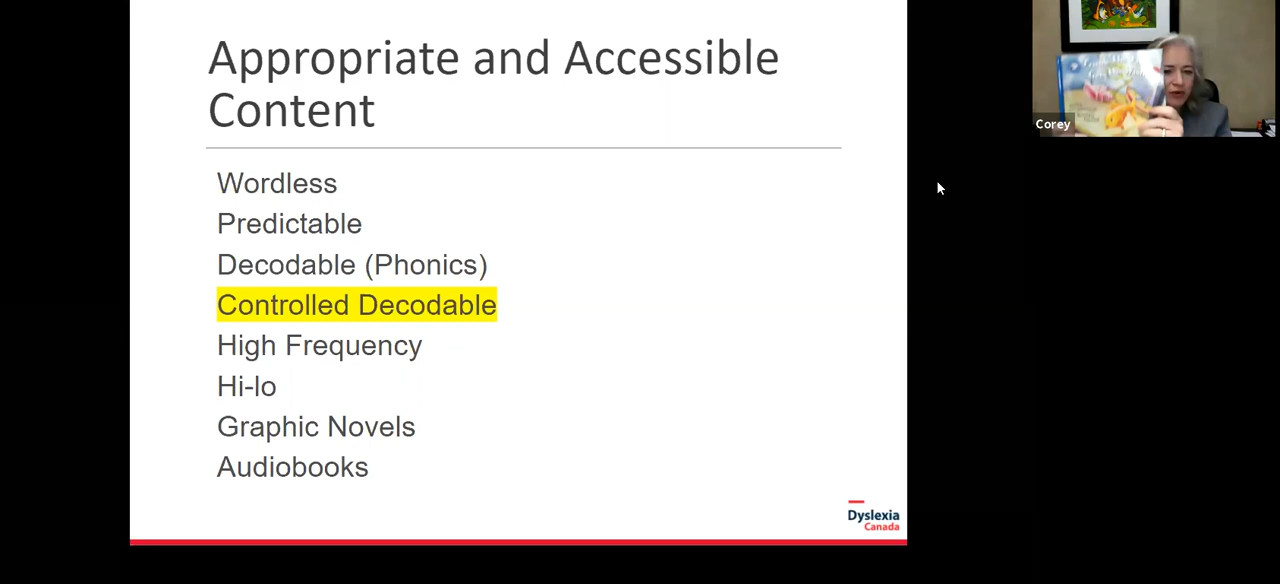 Appropriate and Accessible
Content
Wordless
Predictable
Decodable (Phonics)
Controlled Decodable
High Frequency
Hi-lo
Graphic Novels
Audiobooks
Dyslexia
Canada
Corey